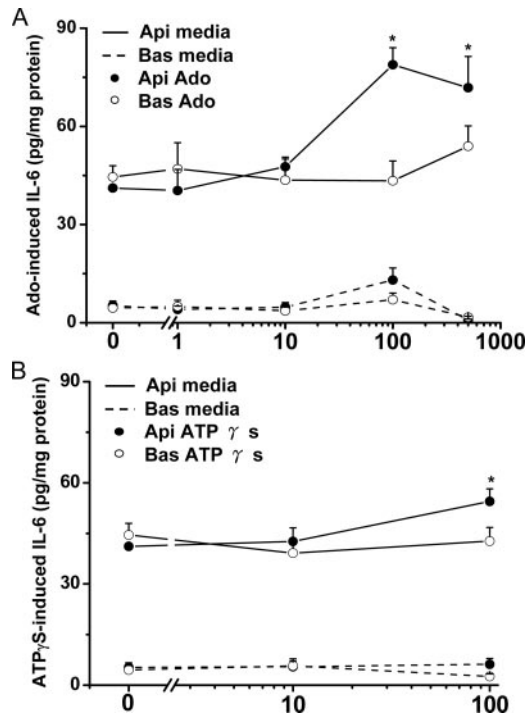 A
Ado-induced IL-6 (pg/mg protein)
90
60
30
0
Api media
Bas media
Api Ado
Bas Ado
*
*
0 1 10 100 1000
B
ATPγS-induced IL-6 (pg/mg protein)
90
60
30
0
Api media
Bas media
Api ATP γ s
Bas ATP γ s
*
0 10 100